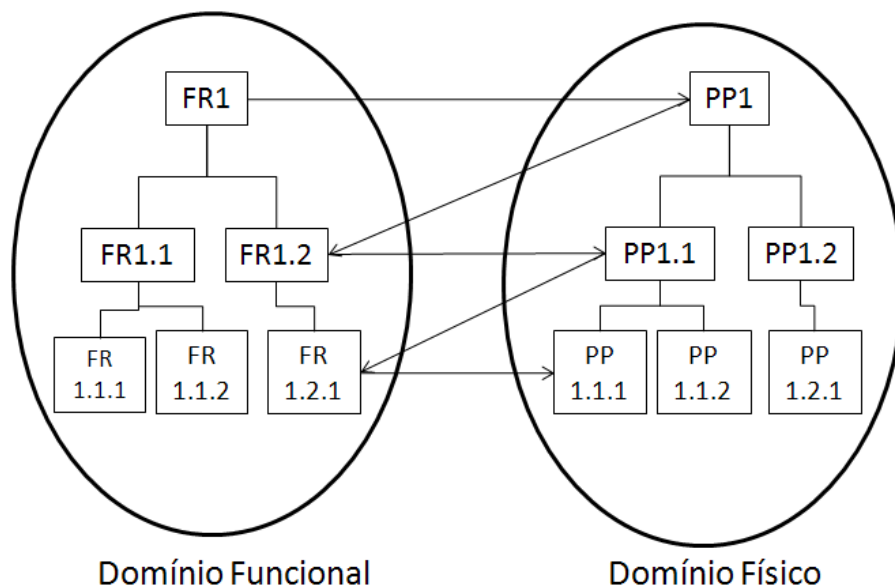 FR1
PP1
FR1.1
FR1.2
PP1.1
PP1.2
FR
1.1.1
FR
1.1.2
FR
1.2.1
PP
1.1.1
PP
1.1.2
PP
1.2.1
Domínio Funcional
Domínio Físico